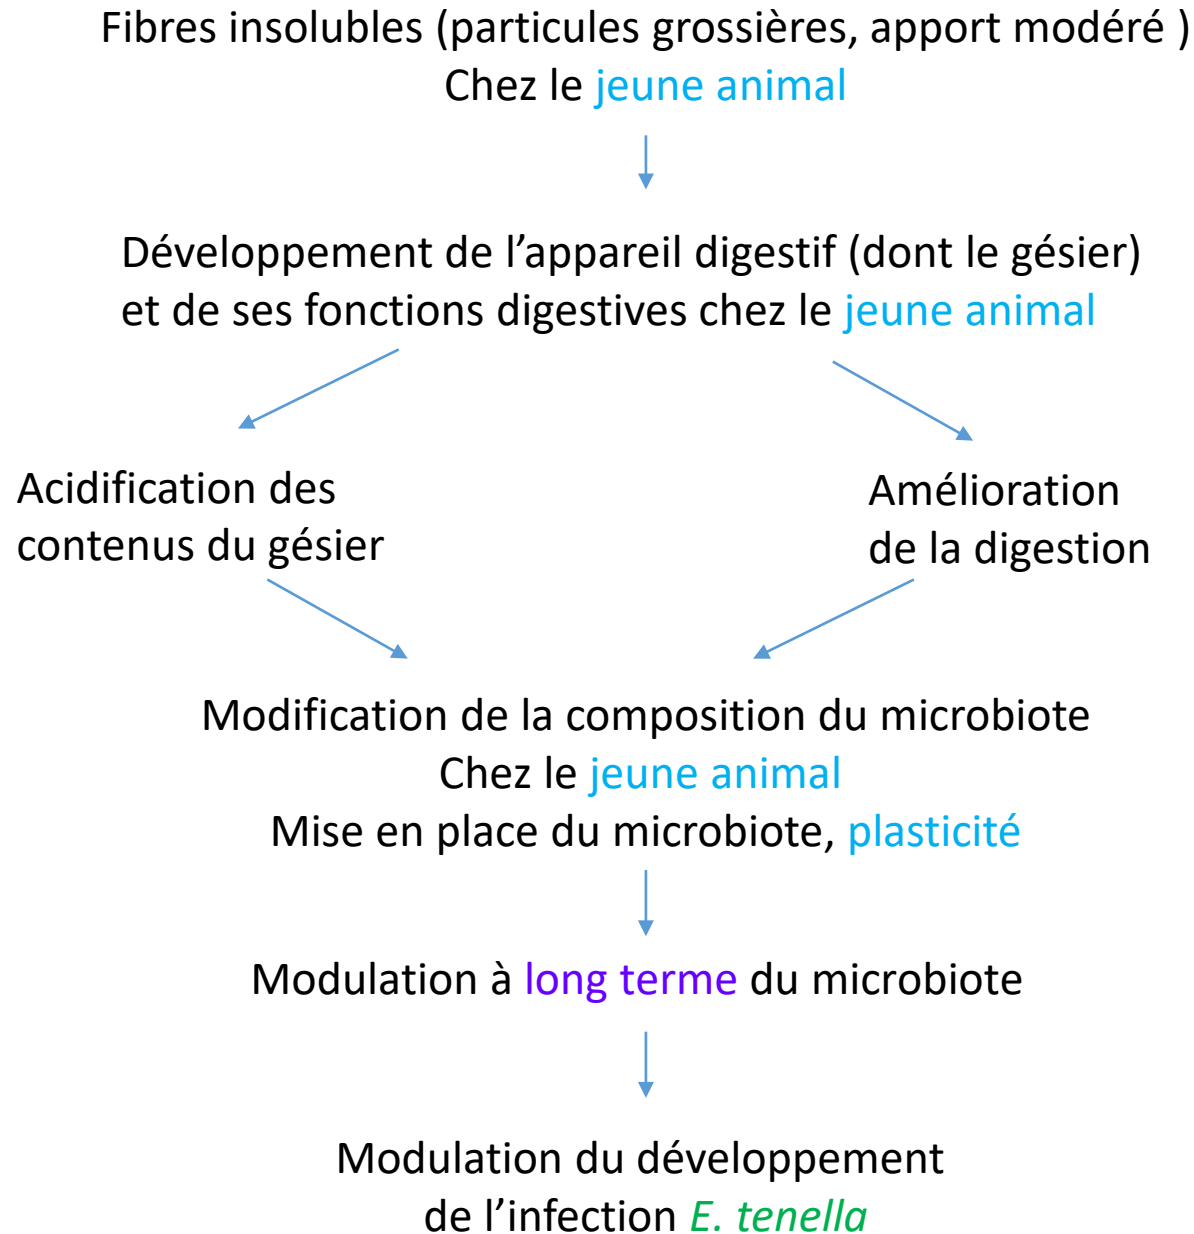 Fibres insolubles (particules grossières, apport modéré )
Chez le jeune animal
Développement de l’appareil digestif (dont le gésier)
et de ses fonctions digestives chez le jeune animal
Acidification des
contenus du gésier
Amélioration
de la digestion
Modification de la composition du microbiote
Chez le jeune animal
Mise en place du microbiote, plasticité
Modulation à long terme du microbiote
Modulation du développement
de l’infection E. tenella